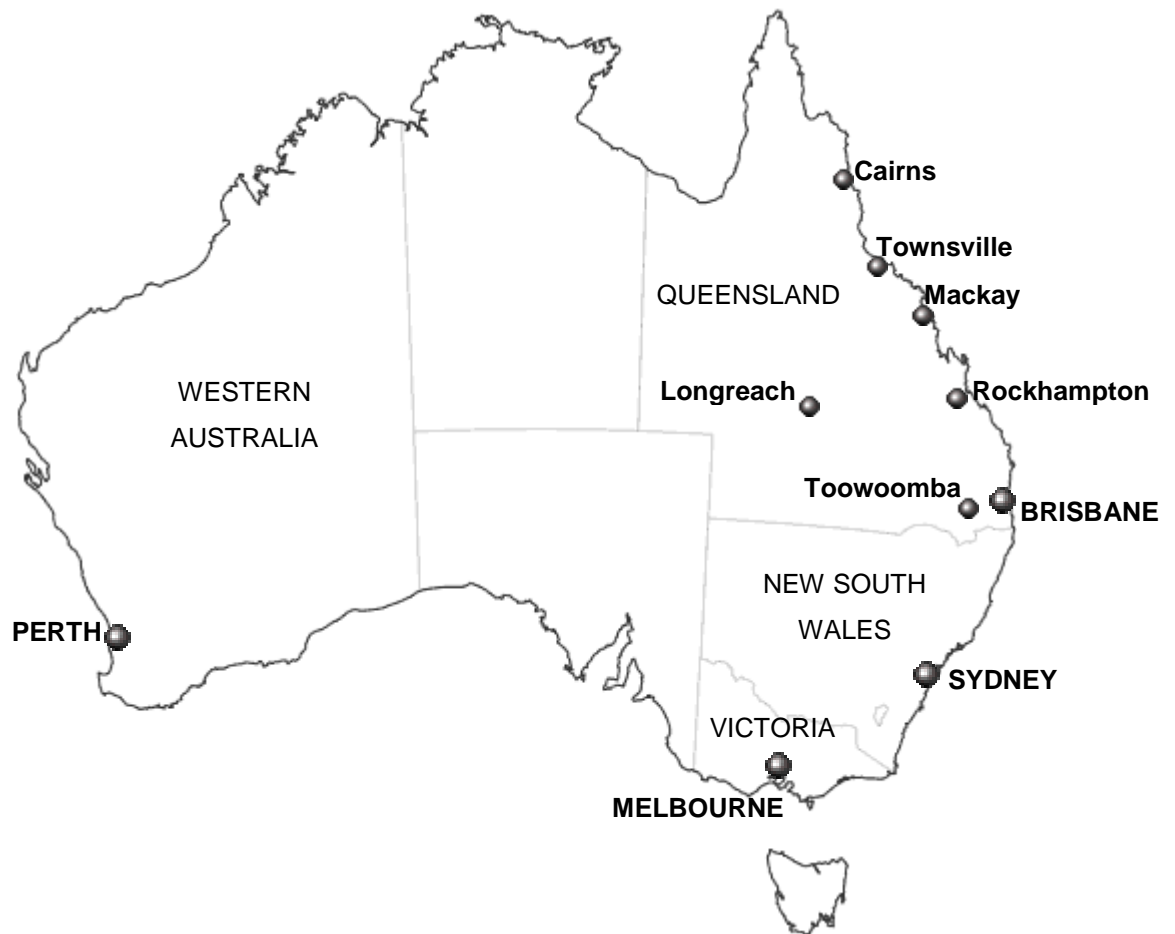 Cairns
Townsville
QUEENSLAND
Mackay
WESTERN
AUSTRALIA
Longreach
Rockhampton
Toowoomba
BRISBANE
NEW SOUTH
WALES
PERTH
SYDNEY
VICTORIA
MELBOURNE